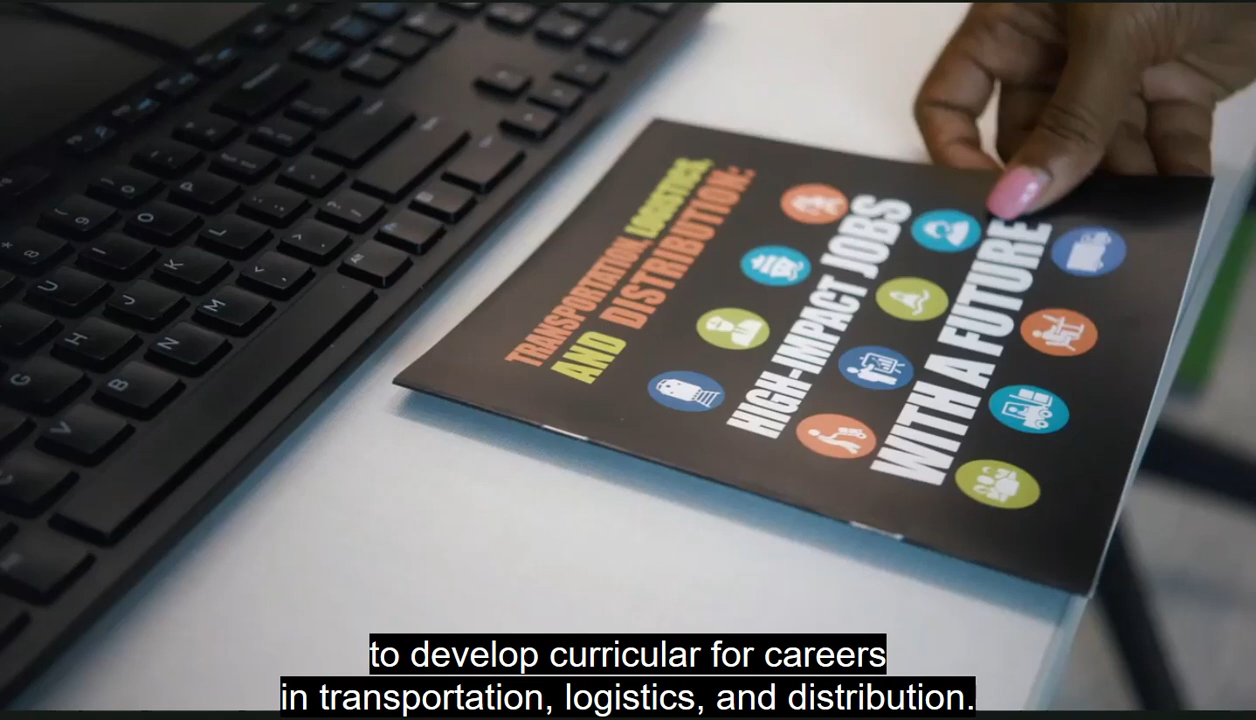 TRANSPORTATION, LOGISTICS,
AND DISTRIBUTION:
HIGH-IMPACT JOBS
WITH A FUTURE
P
O
I
U
L
K
J
H
G
M
N
B
V
Alt
to develop curricular for careers
in transportation, logistics, and distribution.